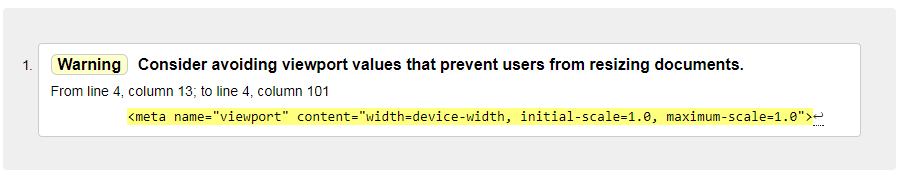 1. Warning Consider avoiding viewport values that prevent users from resizing documents.
From line 4, column 13; to line 4, column 101
<meta name="viewport" content="width=device-width, initial-scale=1.0, maximum-scale=1.0">↩